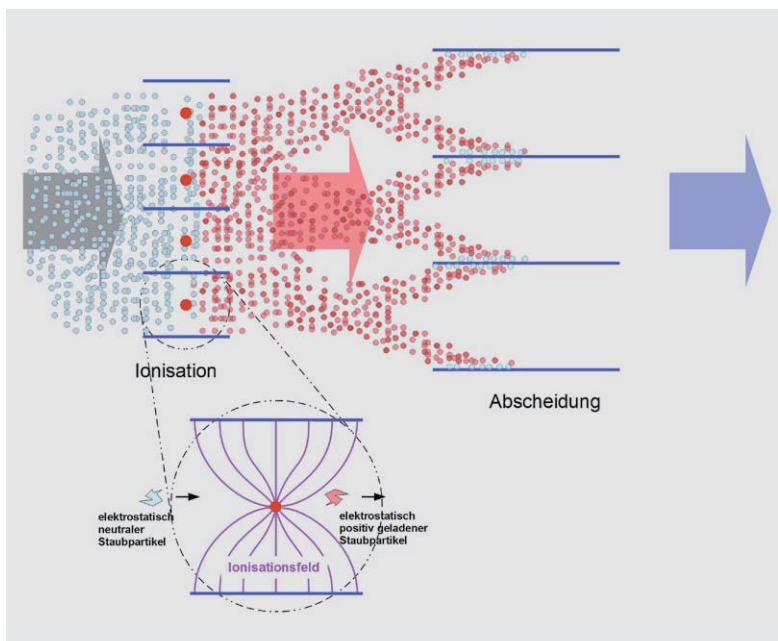 Ionisation
Abscheidung
elektrostatisch
neutraler
Staubpartikel
elektrostatisch
positiv geladener
Staubpartikel
Ionisationsfeld